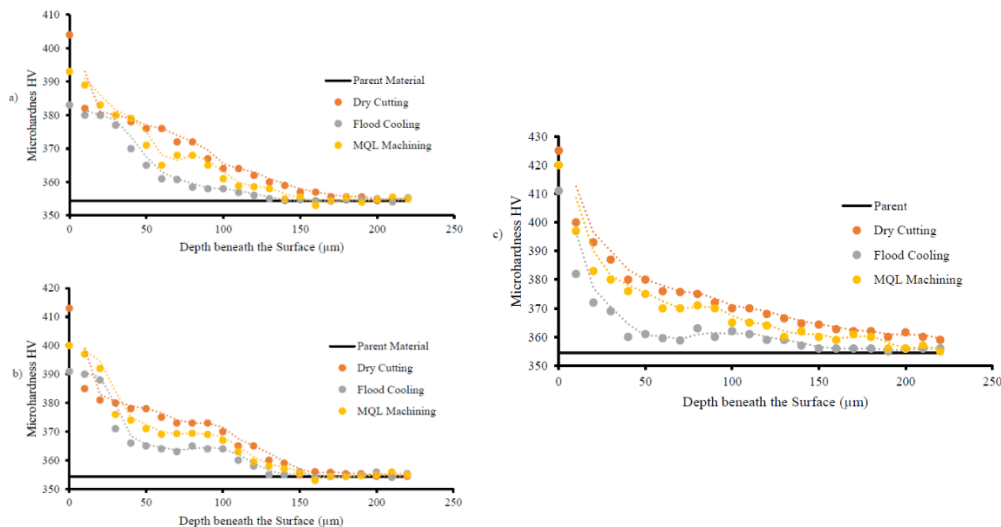 410
400
390
380
370
360
350
0
50
100
150
200
250
Microhardnes HV
Depth beneath the Surface (µm)
a)
Parent Material
Dry Cutting
Flood Cooling
MQL Machining
420
410
400
390
380
370
360
350
0
50
100
150
200
250
Microhardness HV
Depth beneath the Surface (µm)
b)
Parent Material
Dry Cutting
Flood Cooling
MQL Machining
430
420
410
400
390
380
370
360
350
0
50
100
150
200
250
Microhardness HV
Depth beneath the Surface (µm)
c)
Parent
Dry Cutting
Flood Cooling
MQL Machining